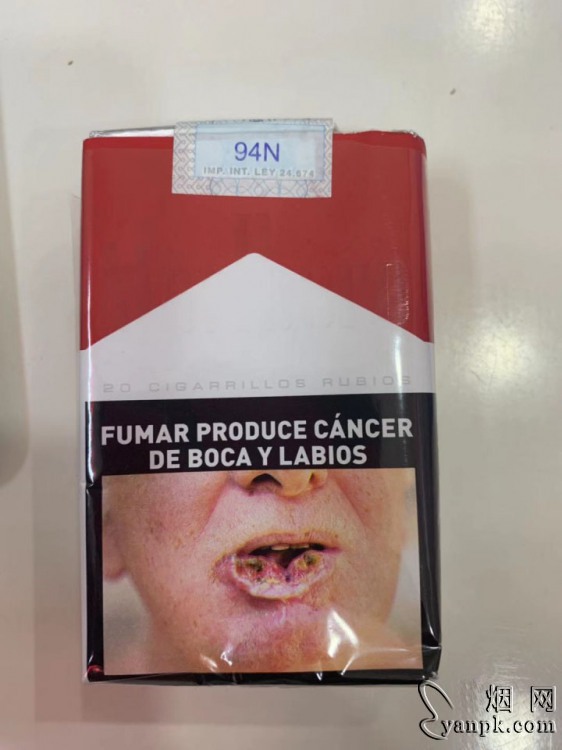 94N
IMP. INT. LEY 24.674
20 CIGARRILLOS RUBIOS
FUMAR PRODUCE CÁNCER
DE BOCA Y LABIOS
烟网
yanpk.com